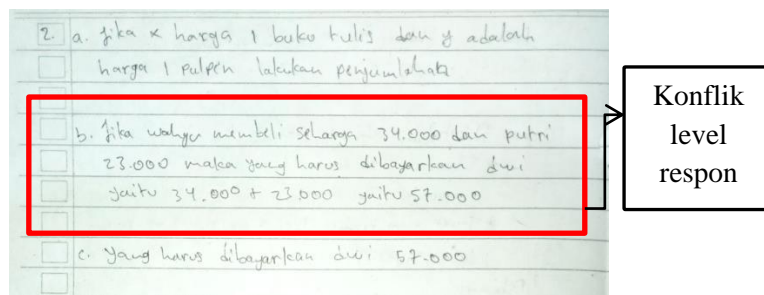 2. a. Jika x harga 1 buku tulis dan y adalah
harga 1 pulpen lakukan penjumlahan
b. Jika wahyu membeli seharga 34.000 dan putri
23.000 maka yang harus dibayarkan dwi
yaitu 34.000 + 23.000 yaitu 57.000
c. yang harus dibayarkan dwi 57.000
Konflik
level
respon